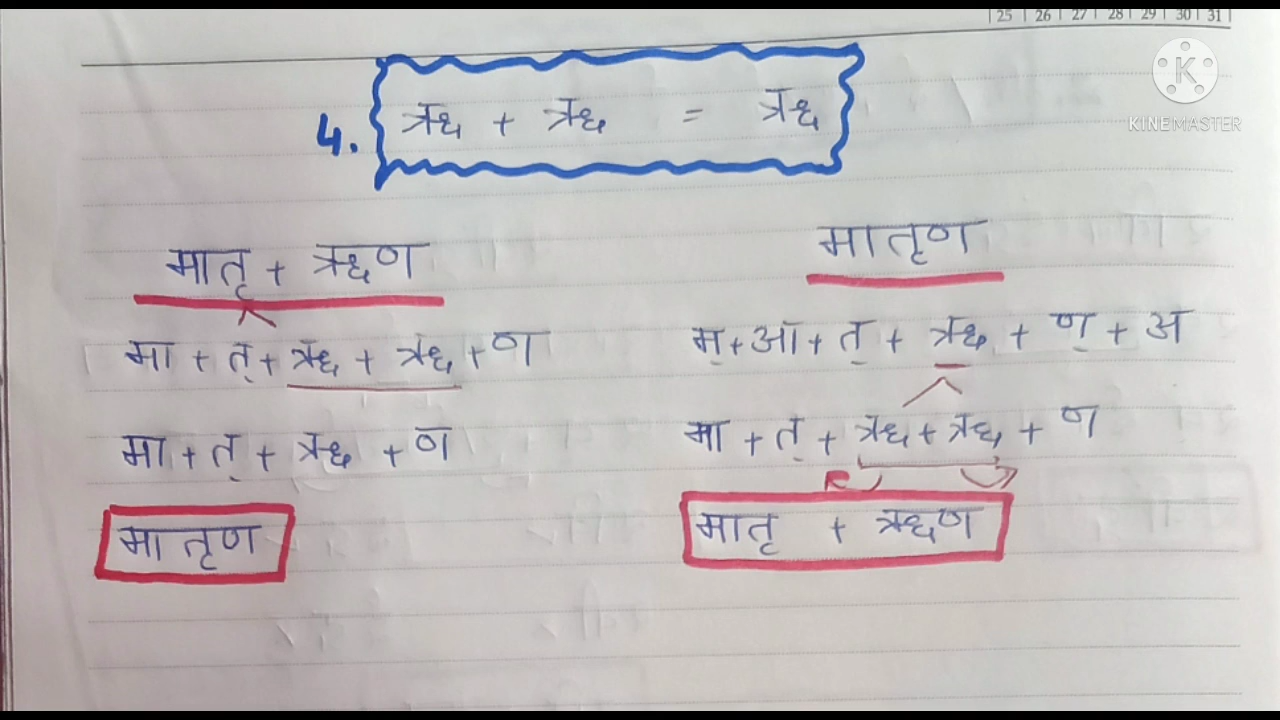 25 | 26 | 27 | 28 | 29 | 30 | 31
K
KINEMASTER
4. ऋ + ऋ = ऋ
मातृ + ऋण
मा + त् + ऋ + ऋ + ण
मा + त् + ऋ + ण
मातृण
मातृण
म् + आ + त् + ऋ + ण् + अ
मा + त् + ऋ + ऋ + ण
मातृ + ऋण